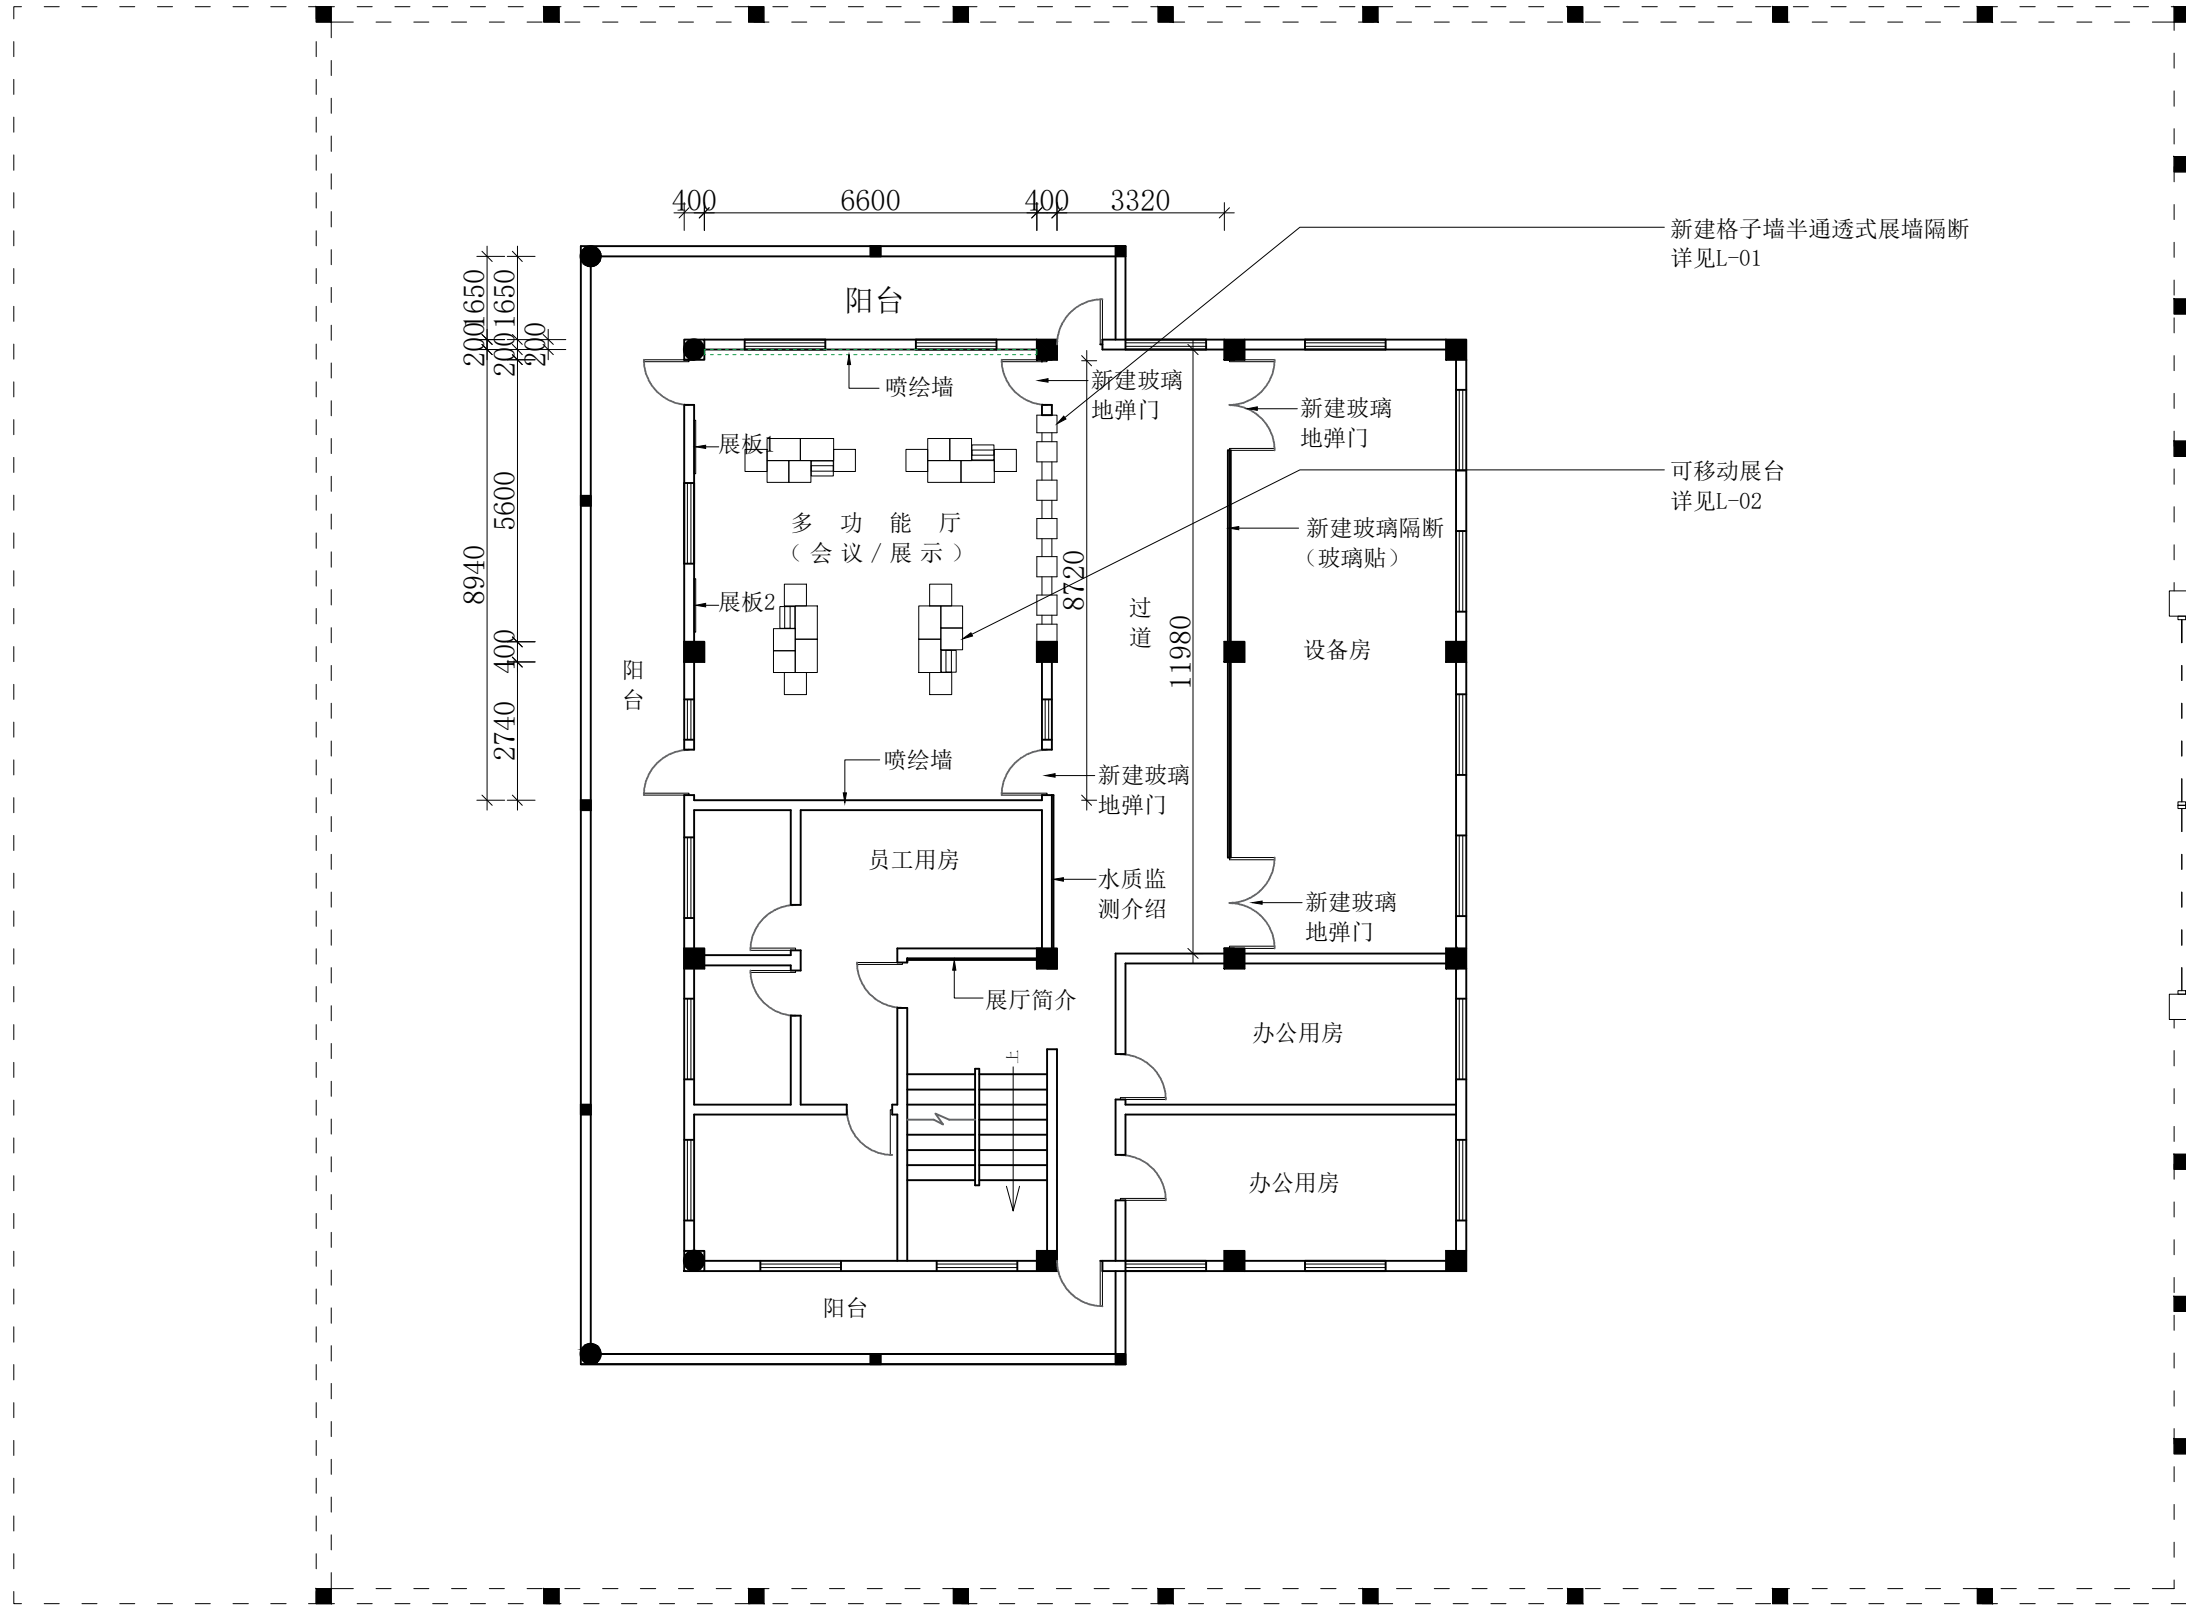 400
6600
400
3320
新建格子墙半通透式展墙隔断
详见L-01
1650
1650
200
200
200
阳台
喷绘墙
新建玻璃
地弹门
新建玻璃
地弹门
展板1
可移动展台
详见L-02
多功能厅
（会议/展示）
新建玻璃隔断
（玻璃贴）
5600
8940
8720
展板2
过
道
11980
设备房
400
阳
台
2740
喷绘墙
新建玻璃
地弹门
员工用房
水质监
测介绍
新建玻璃
地弹门
展厅简介
办公用房
上
办公用房
阳台